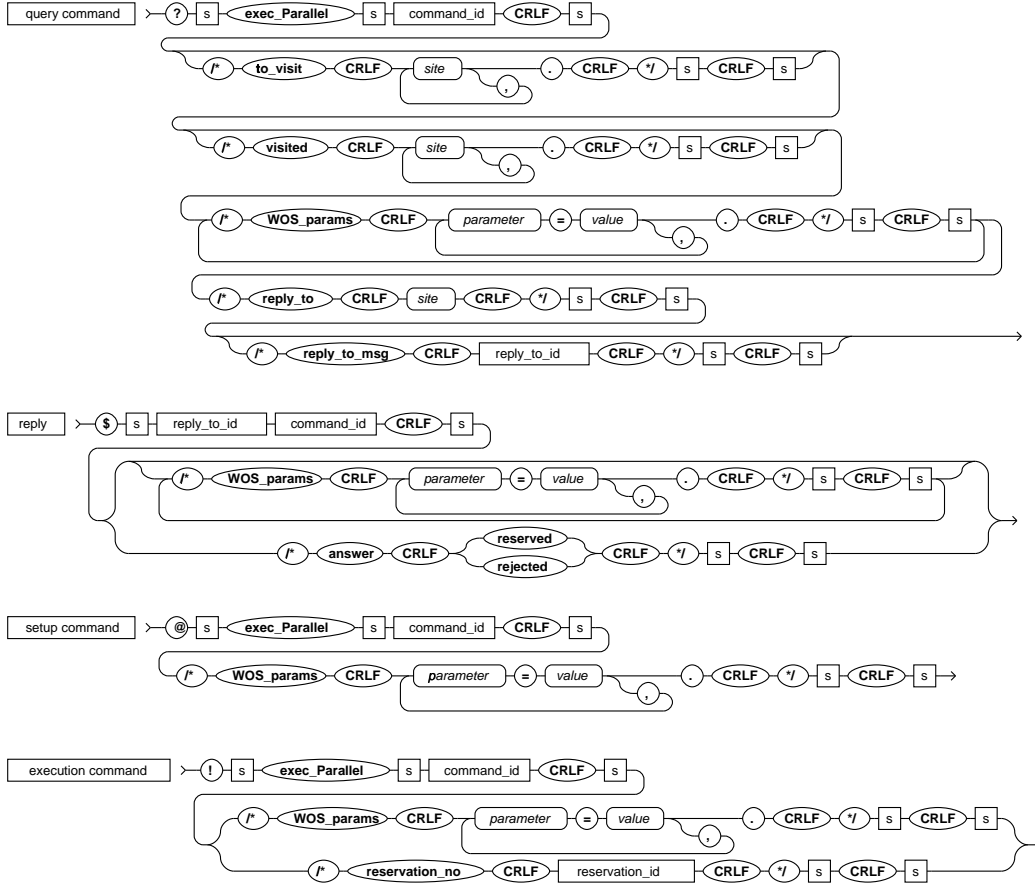 query command ? s exec_Parallel s command_id CRLF s
/* to_visit CRLF site , . CRLF */ s CRLF s
/* visited CRLF site , . CRLF */ s CRLF s
/* WOS_params CRLF parameter = value , . CRLF */ s CRLF s
/* reply_to CRLF site CRLF */ s CRLF s
/* reply_to_msg CRLF reply_to_id CRLF */ s CRLF s
reply $ s reply_to_id command_id CRLF s
/* WOS_params CRLF parameter = value , . CRLF */ s CRLF s
/* answer CRLF reserved rejected CRLF */ s CRLF s
setup command @ s exec_Parallel s command_id CRLF s
/* WOS_params CRLF parameter = value , . CRLF */ s CRLF s
execution command ! s exec_Parallel s command_id CRLF s
/* WOS_params CRLF parameter = value , . CRLF */ s CRLF s
/* reservation_no CRLF reservation_id CRLF */ s CRLF s